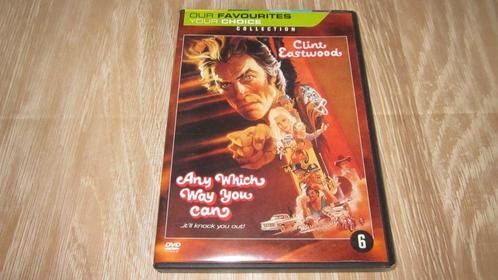 OUR FAVOURITES
YOUR CHOICE
COLLECTION
Clint
Eastwood
Any Which
Way You
can
...it'll knock you out!
DVD
6